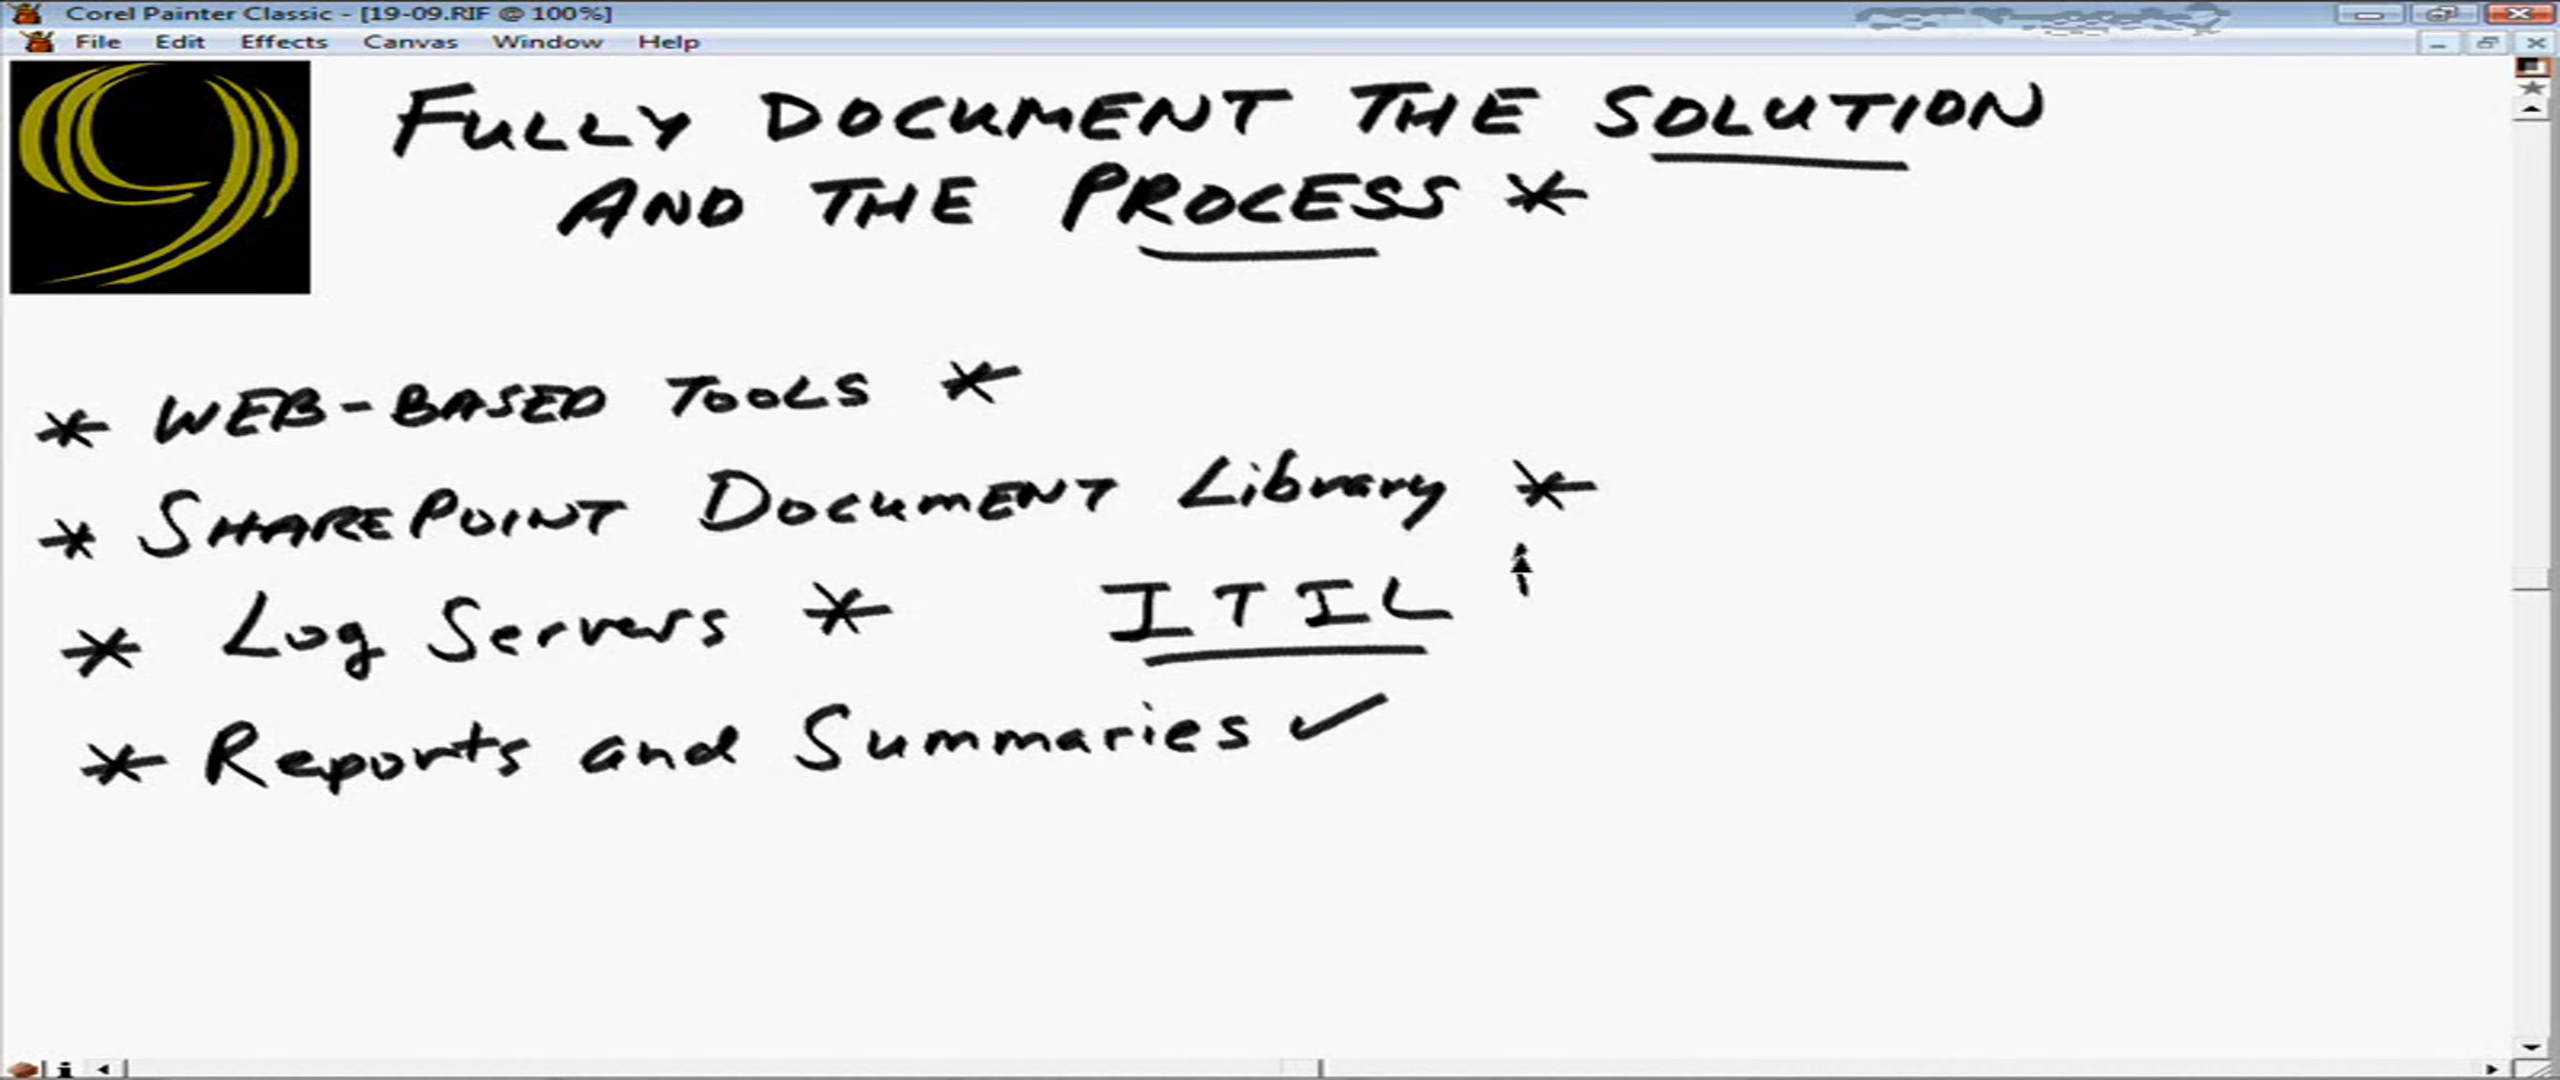 Corel Painter Classic - [19-09.RIF @ 100%]
File Edit Effects Canvas Window Help
9
FULLY DOCUMENT THE SOLUTION
AND THE PROCESS *
* WEB-BASED TOOLS *
* SHAREPOINT DOCUMENT Library *
* Log Servers * ITIL
* Reports and Summaries ✓